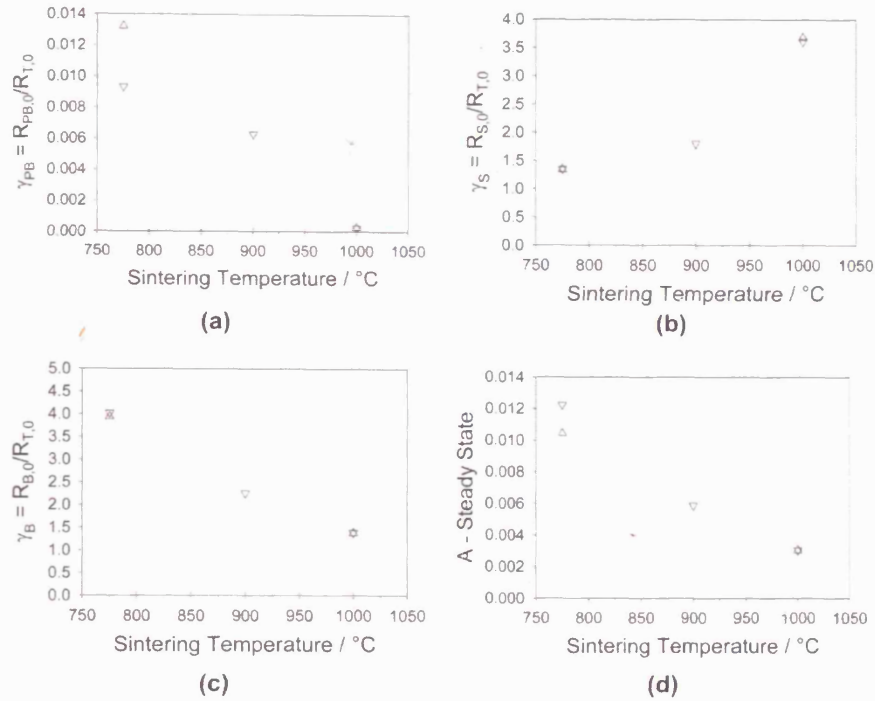 0.014
0.012
0.010
0.008
0.006
0.004
0.002
0.000
γPB = RPB,0/RT,0
750 800 850 900 950 1000 1050
Sintering Temperature / °C
(a)
4.0
3.5
3.0
2.5
2.0
1.5
1.0
0.5
0.0
γS = RS,0/RT,0
750 800 850 900 950 1000 1050
Sintering Temperature / °C
(b)
5.0
4.5
4.0
3.5
3.0
2.5
2.0
1.5
1.0
0.5
0.0
γB = RB,0/RT,0
750 800 850 900 950 1000 1050
Sintering Temperature / °C
(c)
0.014
0.012
0.010
0.008
0.006
0.004
0.002
0.000
A - Steady State
750 800 850 900 950 1000 1050
Sintering Temperature / °C
(d)